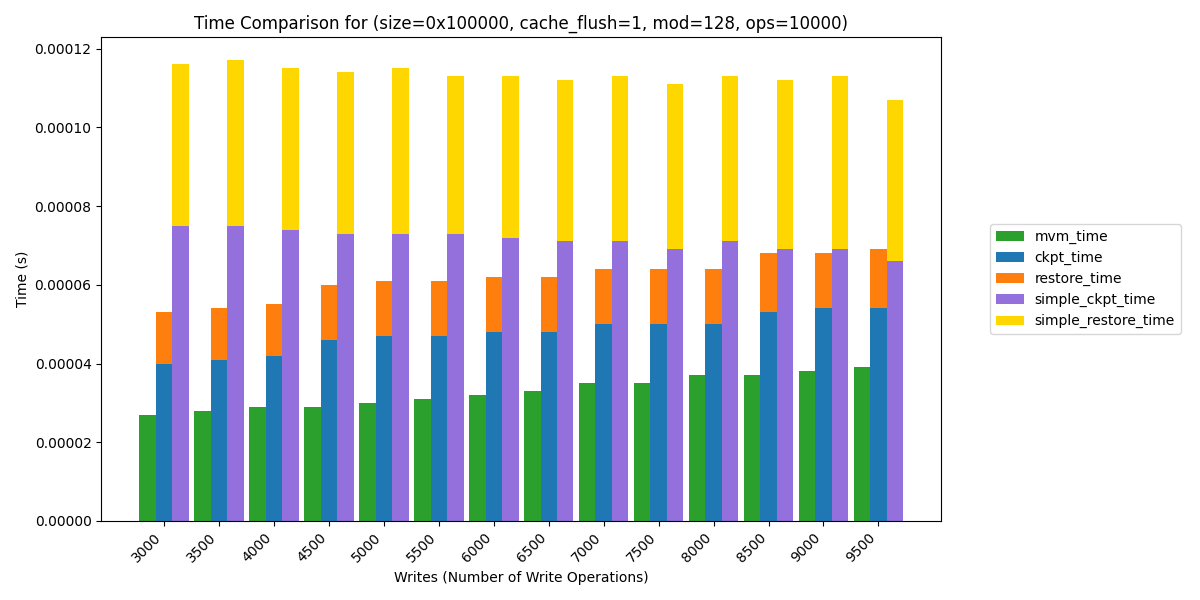 Time Comparison for (size=0x100000, cache_flush=1, mod=128, ops=10000)
Time (s)
0.00012
0.00010
0.00008
0.00006
0.00004
0.00002
0.00000
3000
3500
4000
4500
5000
5500
6000
6500
7000
7500
8000
8500
9000
9500
Writes (Number of Write Operations)
mvm_time
ckpt_time
restore_time
simple_ckpt_time
simple_restore_time